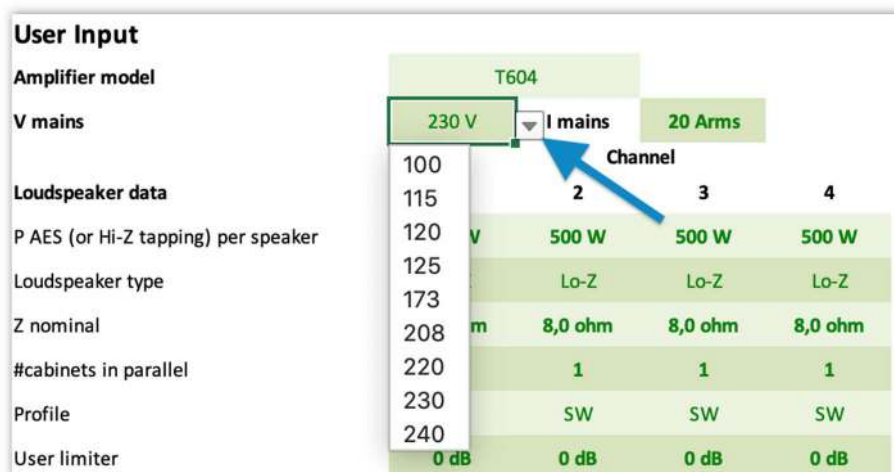 User Input
Amplifier model T604
V mains 230 V I mains 20 Arms
Channel
Loudspeaker data 2 3 4
P AES (or Hi-Z tapping) per speaker 500 W 500 W 500 W
Loudspeaker type Lo-Z Lo-Z Lo-Z
Z nominal 8,0 ohm 8,0 ohm 8,0 ohm
#cabinets in parallel 1 1 1
Profile SW SW SW
User limiter 0 dB 0 dB 0 dB 0 dB
100
115
120
125
173
208
220
230
240